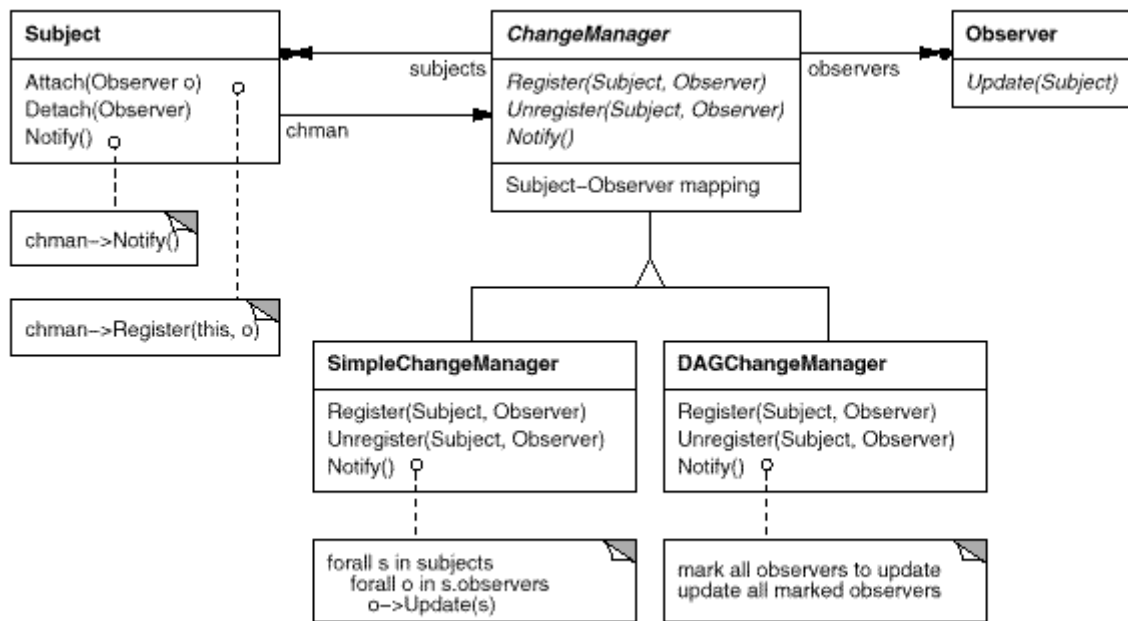 Subject
Attach(Observer o)
Detach(Observer)
Notify()
chman−>Notify()
chman−>Register(this, o)
subjects
chman
ChangeManager
Register(Subject, Observer)
Unregister(Subject, Observer)
Notify()
Subject−Observer mapping
observers
Observer
Update(Subject)
SimpleChangeManager
Register(Subject, Observer)
Unregister(Subject, Observer)
Notify()
forall s in subjects
forall o in s.observers
o−>Update(s)
DAGChangeManager
Register(Subject, Observer)
Unregister(Subject, Observer)
Notify()
mark all observers to update
update all marked observers